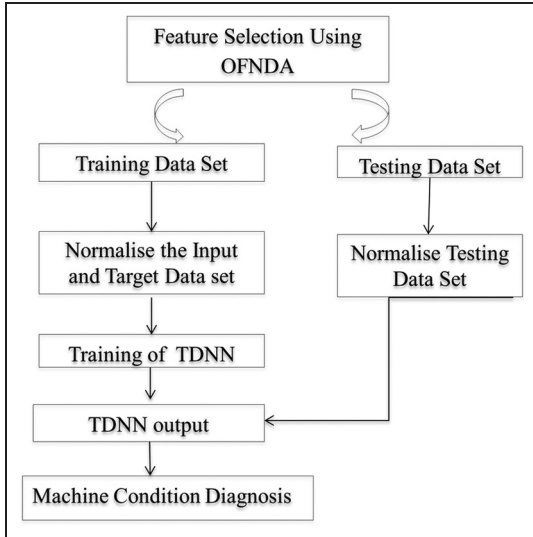 Feature Selection Using
OFNDA
Training Data Set
Testing Data Set
Normalise the Input
and Target Data set
Normalise Testing
Data Set
Training of TDNN
TDNN output
Machine Condition Diagnosis